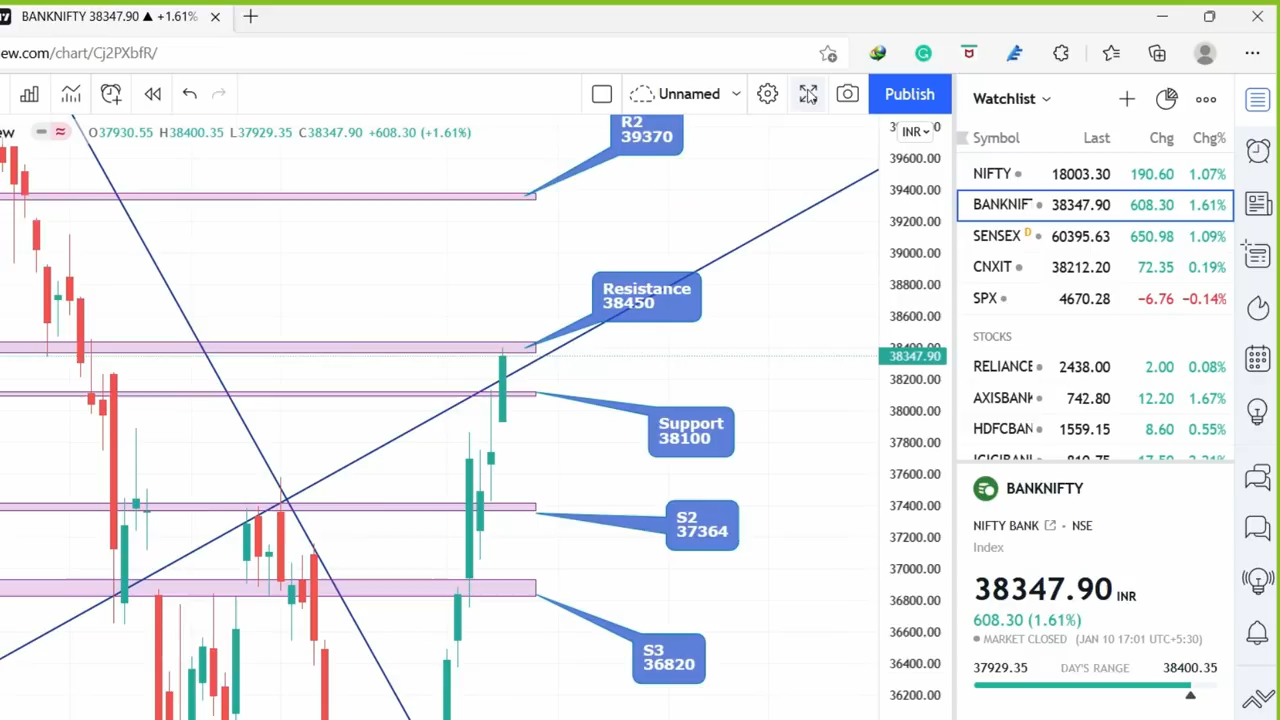 BANKNIFTY 38347.90 ▲ +1.61%
ew.com/chart/Cj2PXbfR/
Unnamed
Publish
ew
O37930.55 H38400.35 L37929.35 C38347.90 +608.30 (+1.61%)
R2
39370
Resistance
38450
Support
38100
S2
37364
S3
36820
INR
39600.00
39400.00
39200.00
39000.00
38800.00
38600.00
38400.00
38347.90
38200.00
38000.00
37800.00
37600.00
37400.00
37200.00
37000.00
36800.00
36600.00
36400.00
36200.00
Watchlist
Symbol Last Chg Chg%
NIFTY 18003.30 190.60 1.07%
BANKNIF 38347.90 608.30 1.61%
SENSEX D 60395.63 650.98 1.09%
CNXIT 38212.20 72.35 0.19%
SPX 4670.28 −6.76 −0.14%
STOCKS
RELIANCE 2438.00 2.00 0.08%
AXISBANK 742.80 12.20 1.67%
HDFCBAN 1559.15 8.60 0.55%
BANKNIFTY
NIFTY BANK - NSE
Index
38347.90 INR
608.30 (1.61%)
MARKET CLOSED (JAN 10 17:01 UTC+5:30)
37929.35 DAY'S RANGE 38400.35